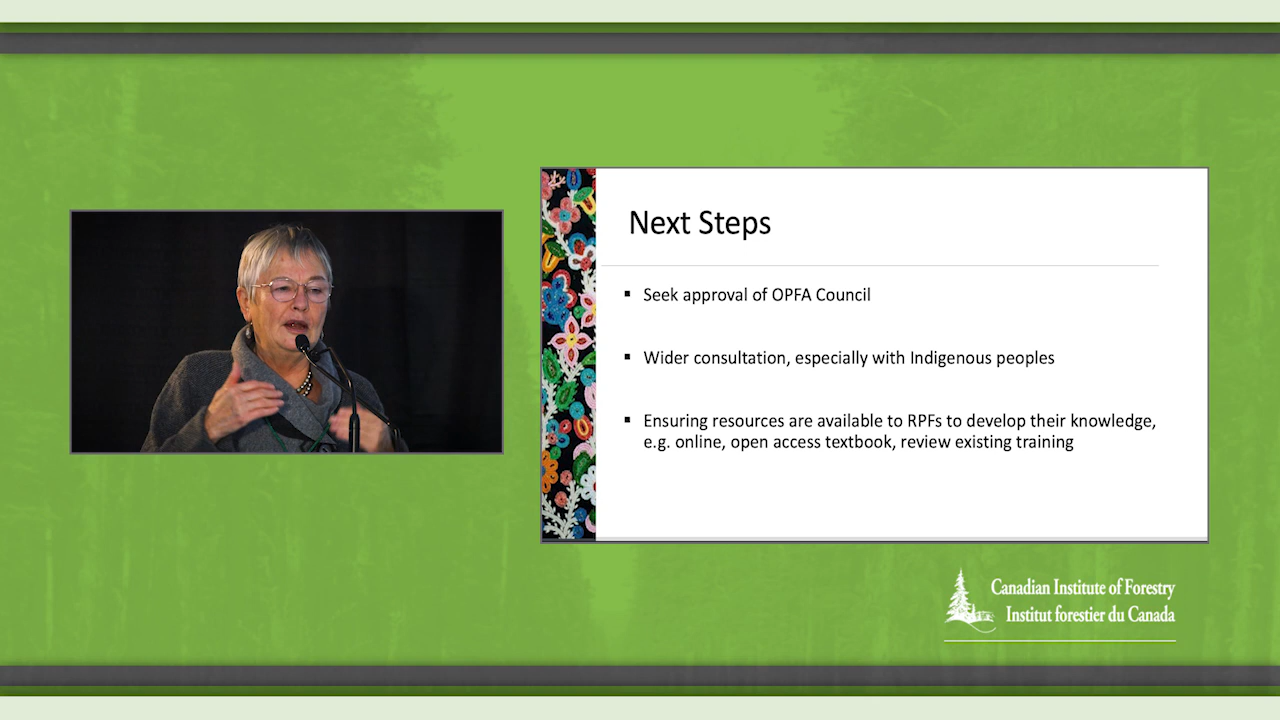 Next Steps
Seek approval of OPFA Council
Wider consultation, especially with Indigenous peoples
Ensuring resources are available to RPFs to develop their knowledge,
e.g. online, open access textbook, review existing training
Canadian Institute of Forestry
Institut forestier du Canada